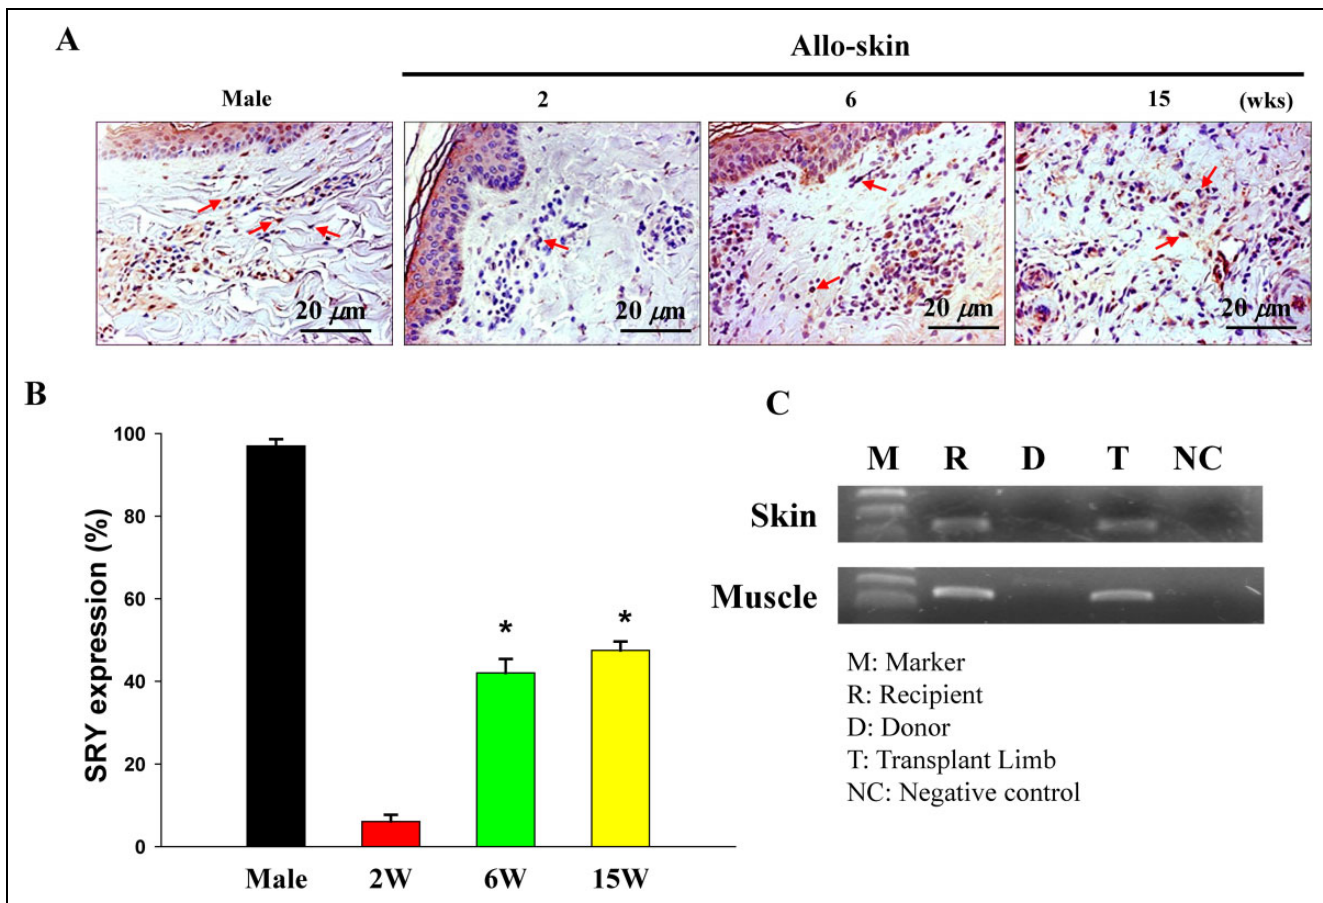 A
Allo-skin
Male 2 6 15 (wks)
20 μm 20 μm 20 μm 20 μm
B
100
80
60
40
20
0
SRY expression (%)
* *
Male 2W 6W 15W
C
M R D T NC
Skin
Muscle
M: Marker
R: Recipient
D: Donor
T: Transplant Limb
NC: Negative control